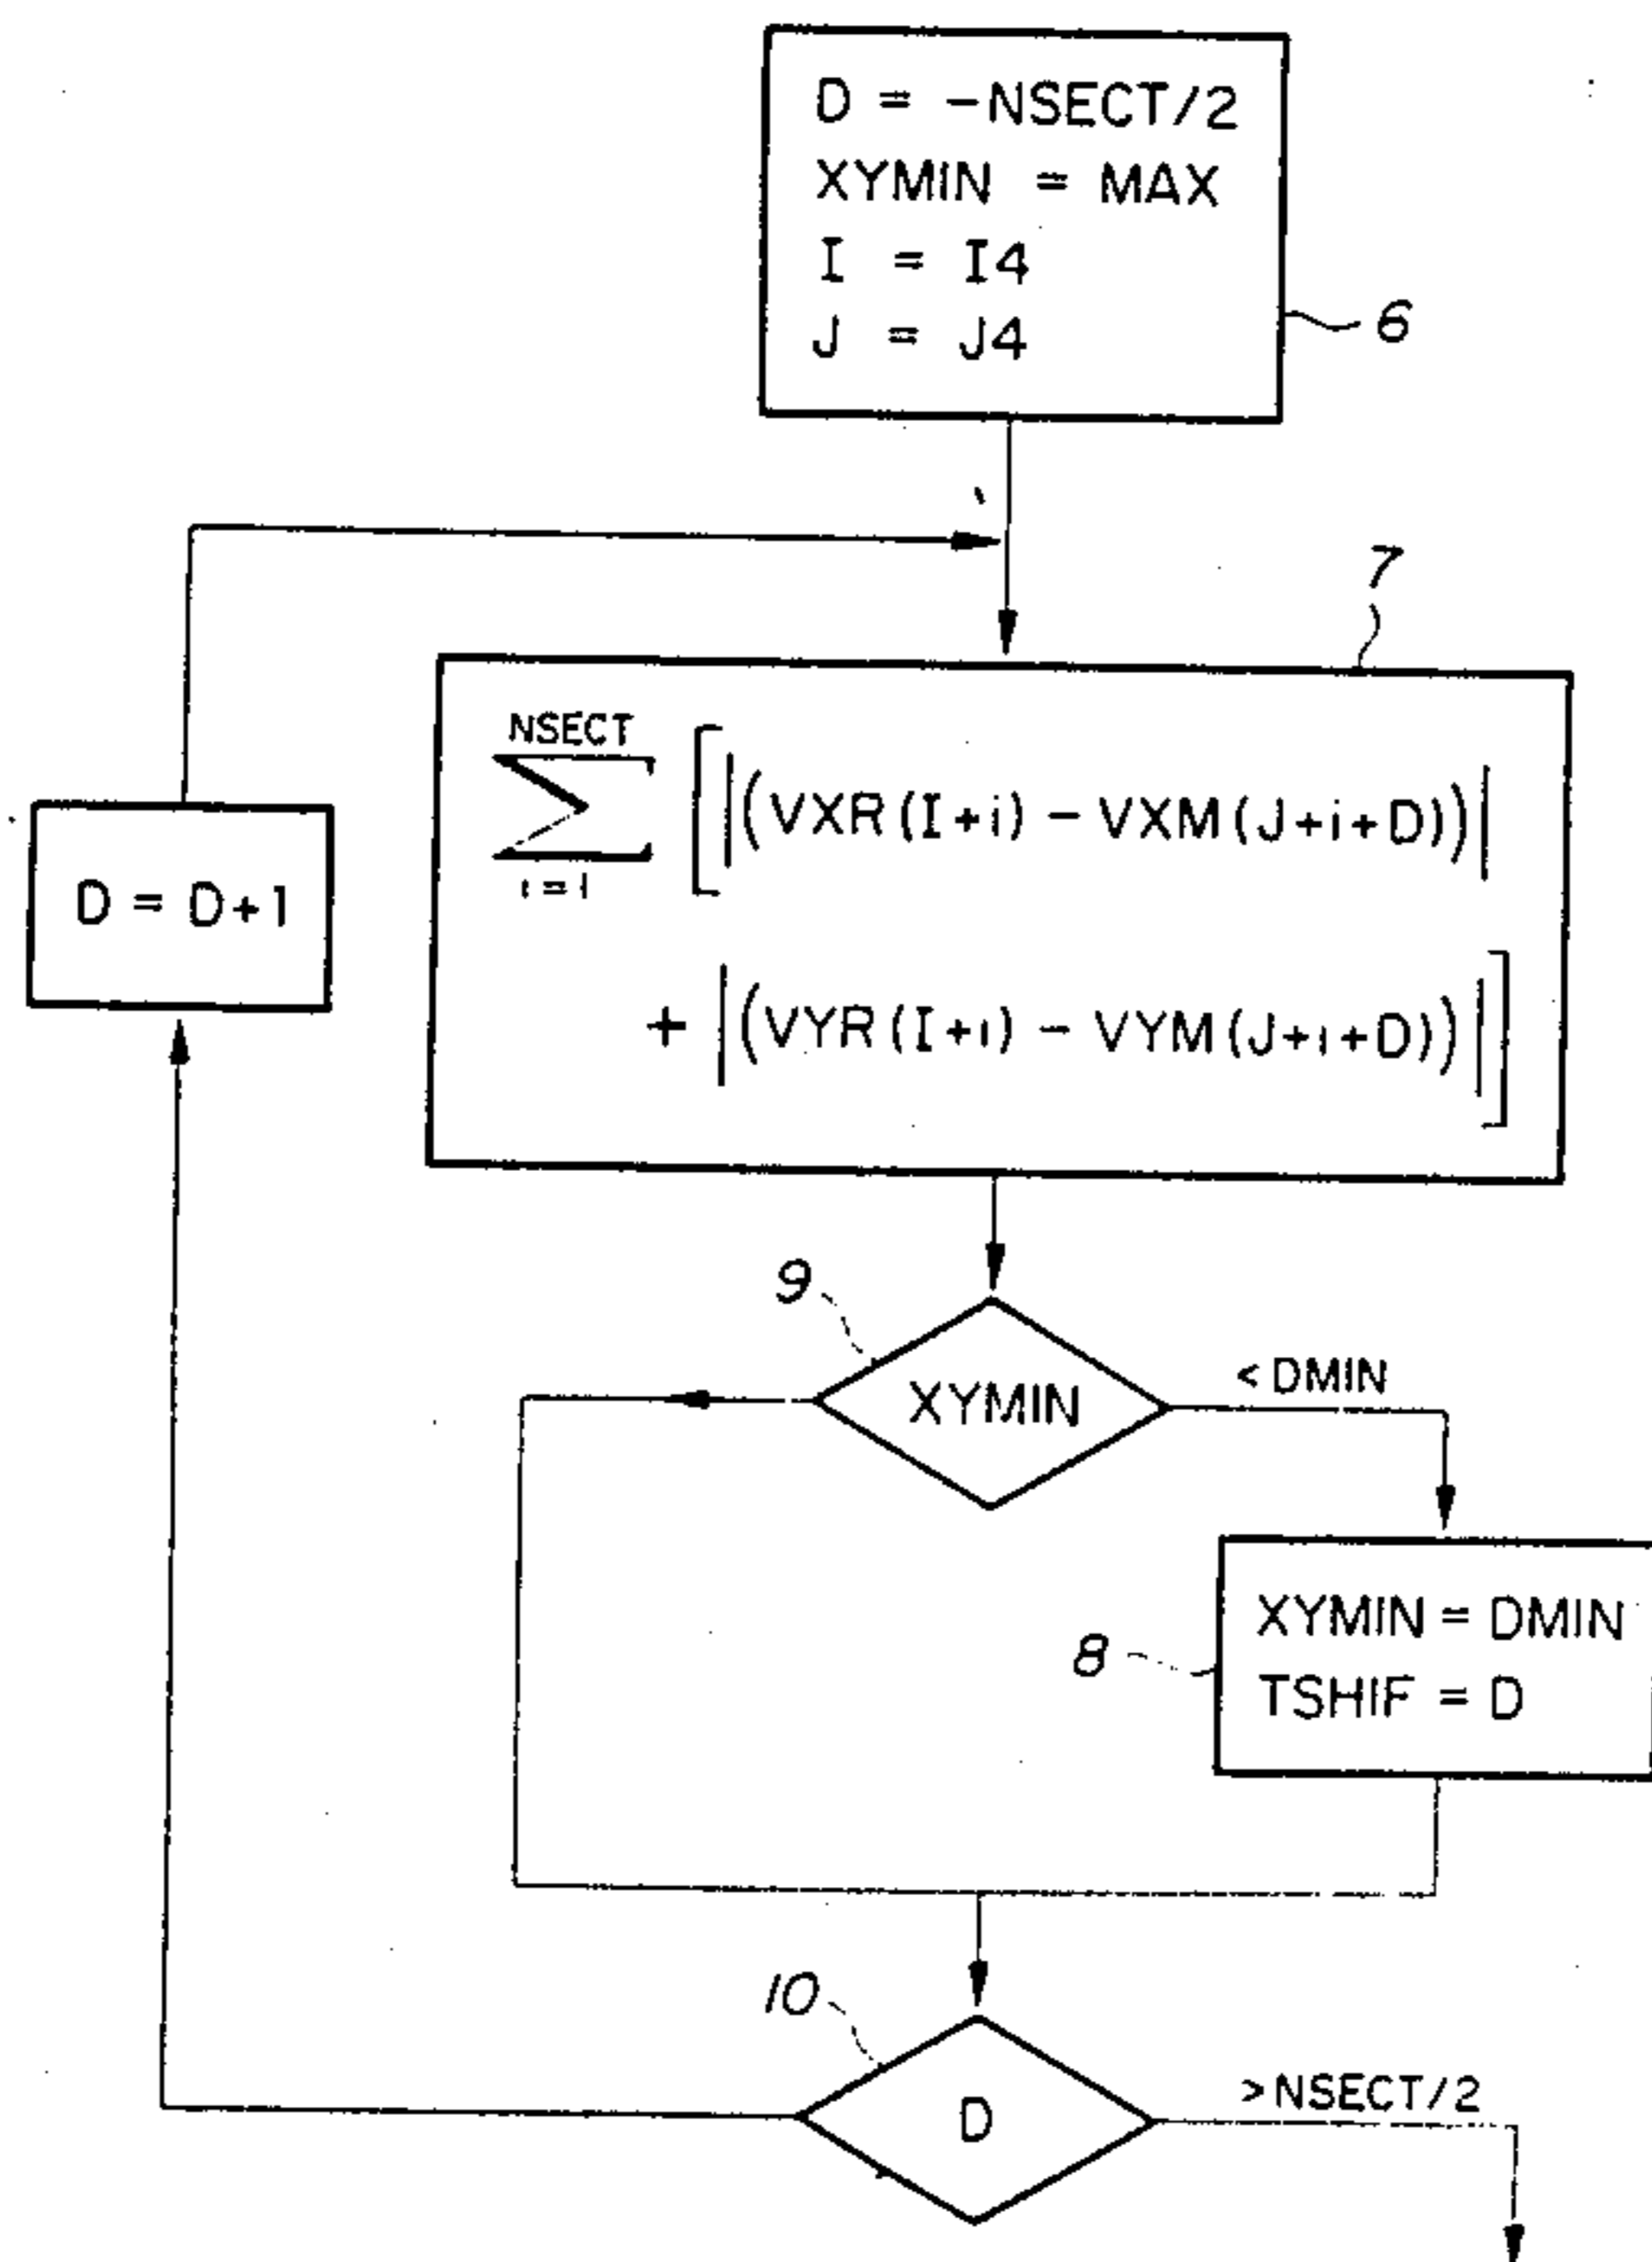 D = -NSECT/2
XYMIN = MAX
I = I4
J = J4
6
7
NSECT
∑ [|(VXR(I+i) - VXM(J+i+D))|
i=1
+ |(VYR(I+i) - VYM(J+i+D))|]
D = D+1
9
XYMIN
< DMIN
XYMIN = DMIN
TSHIF = D
8
10
D
>NSECT/2